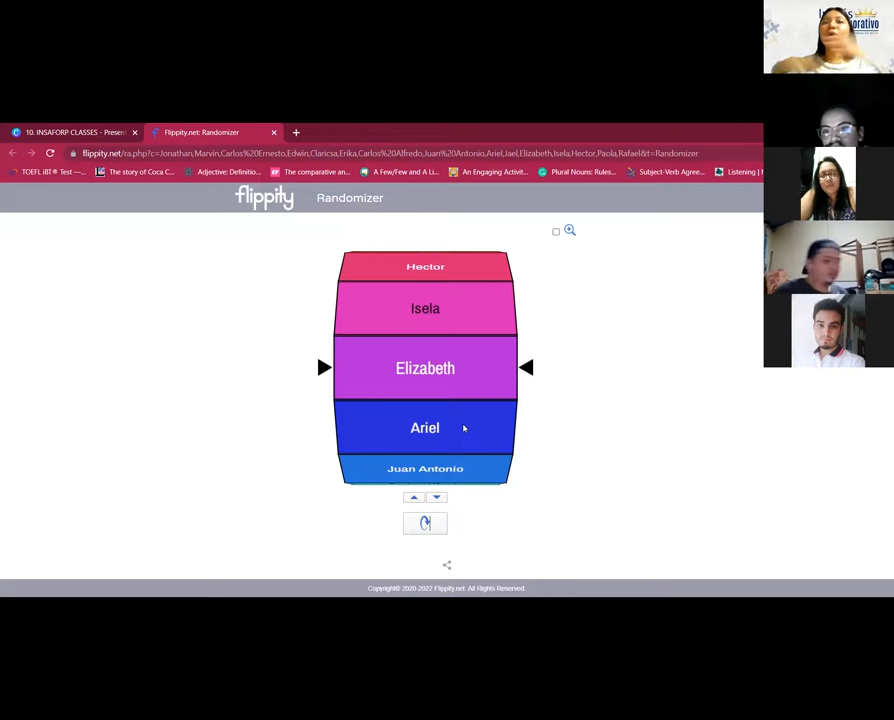 10. INSAFORP CLASSES - Present
Flippity.net: Randomizer
flippity.net/ra.php?c=Jonathan,Marvin,Carlos%20Ernesto,Edwin,Claricsa,Erika,Carlos%20Alfredo,Juan%20Antonio,Ariel,Jael,Elizabeth,Isela,Hector,Paola,Rafael&t=Randomizer
TOEFL iBT® Test —... The story of Coca C... Adjective: Definitio... The comparative an... A Few/Few and A Li... An Engaging Activit... Plural Nouns: Rules... Subject-Verb Agree... Listening |
flippity Randomizer
Hector
Isela
Elizabeth
Ariel
Juan Antonio
Copyright© 2020-2022 Flippity.net. All Rights Reserved.